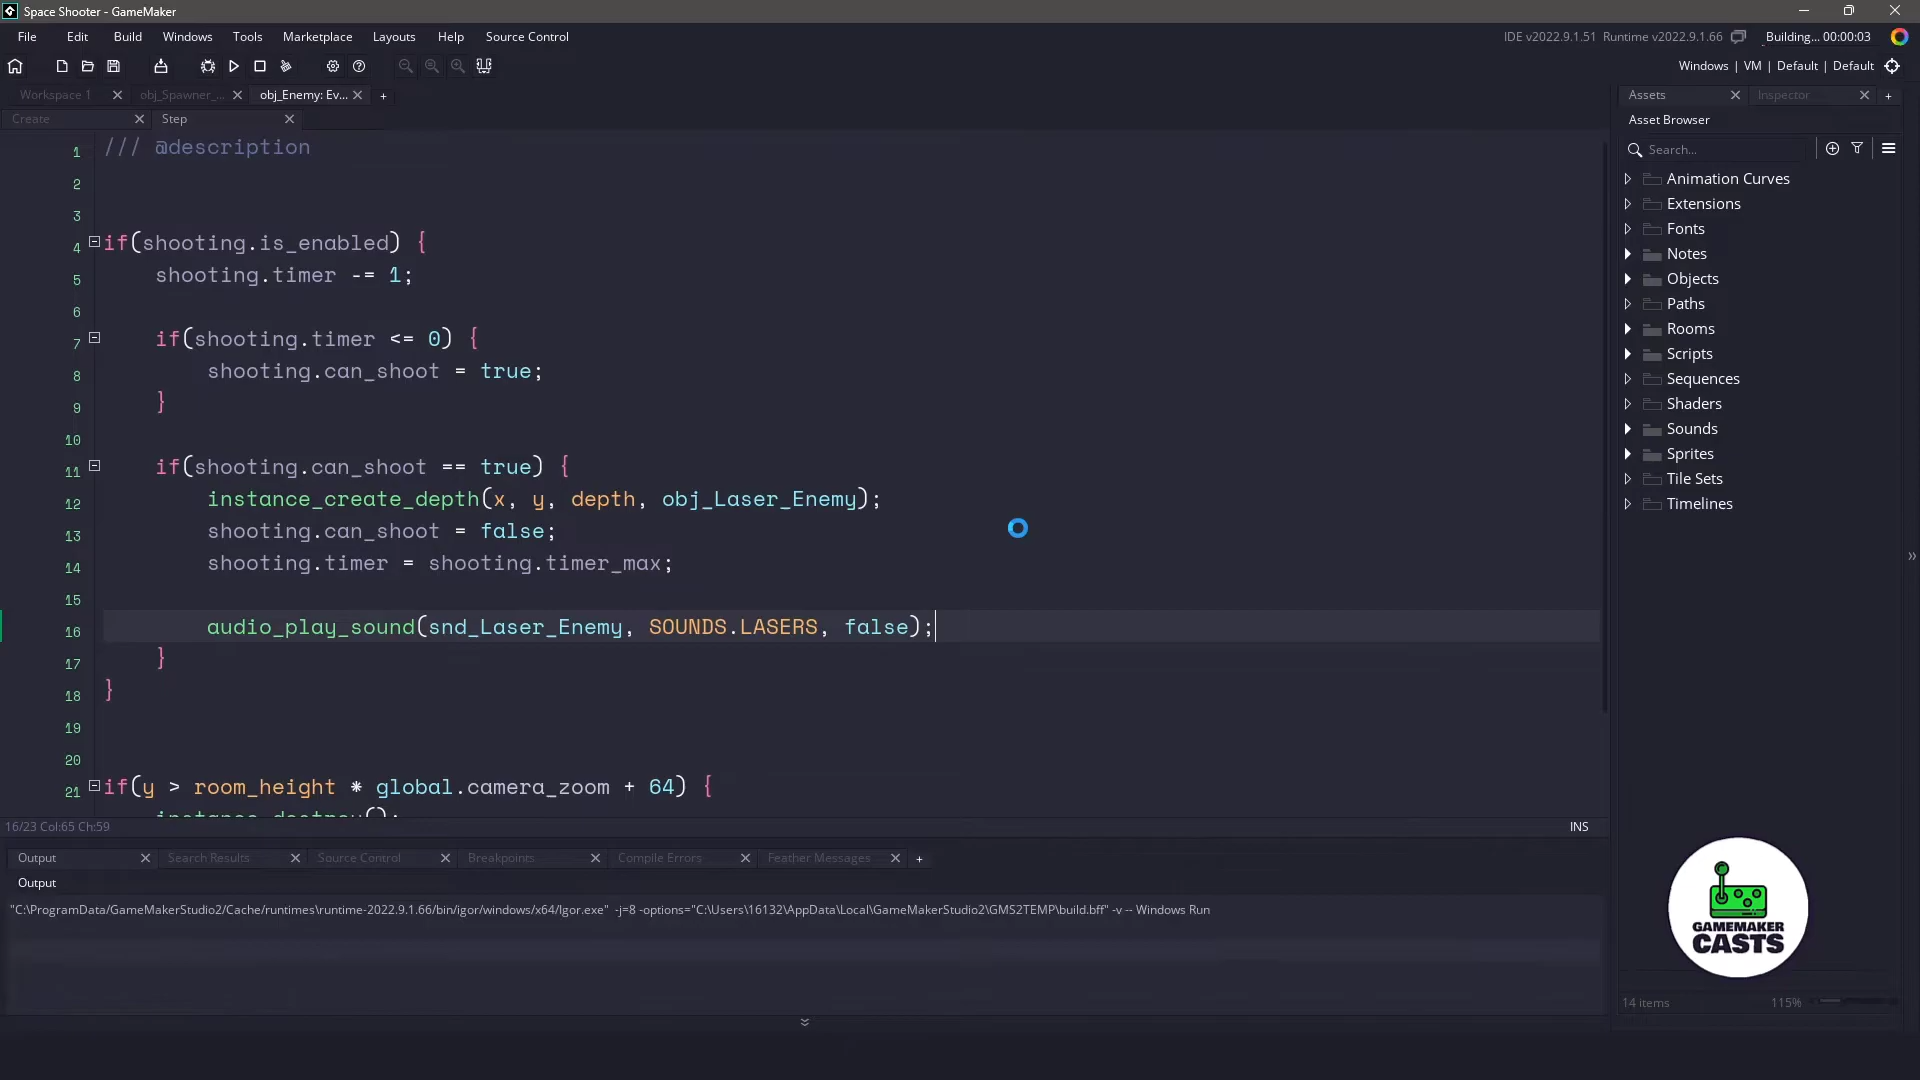 Space Shooter - GameMaker
File Edit Build Windows Tools Marketplace Layouts Help Source Control
IDE v2022.9.1.51 Runtime v2022.9.1.66 Building... 00:00:03
Windows | VM | Default | Default
Workspace 1 obj_Spawner_... obj_Enemy: Ev...
Create Step
1 /// @description
2
3
4 if(shooting.is_enabled) {
5 shooting.timer -= 1;
6
7 if(shooting.timer <= 0) {
8 shooting.can_shoot = true;
9 }
10
11 if(shooting.can_shoot == true) {
12 instance_create_depth(x, y, depth, obj_Laser_Enemy);
13 shooting.can_shoot = false;
14 shooting.timer = shooting.timer_max;
15
16 audio_play_sound(snd_Laser_Enemy, SOUNDS.LASERS, false);
17 }
18 }
19
20
21 if(y > room_height * global.camera_zoom + 64) {
instance_destroy();
16/23 Col:65 Ch:59 INS
Output Search Results Source Control Breakpoints Compile Errors Feather Messages
Output
"C:\ProgramData/GameMakerStudio2/Cache/runtimes\runtime-2022.9.1.66/bin/igor/windows/x64/Igor.exe" -j=8 -options="C:\Users\16132\AppData\Local\GameMakerStudio2\GMS2TEMP\build.bff" -v -- Windows Run
Assets Inspector
Asset Browser
Search...
Animation Curves
Extensions
Fonts
Notes
Objects
Paths
Rooms
Scripts
Sequences
Shaders
Sounds
Sprites
Tile Sets
Timelines
GAMEMAKER
CASTS
14 items 115%